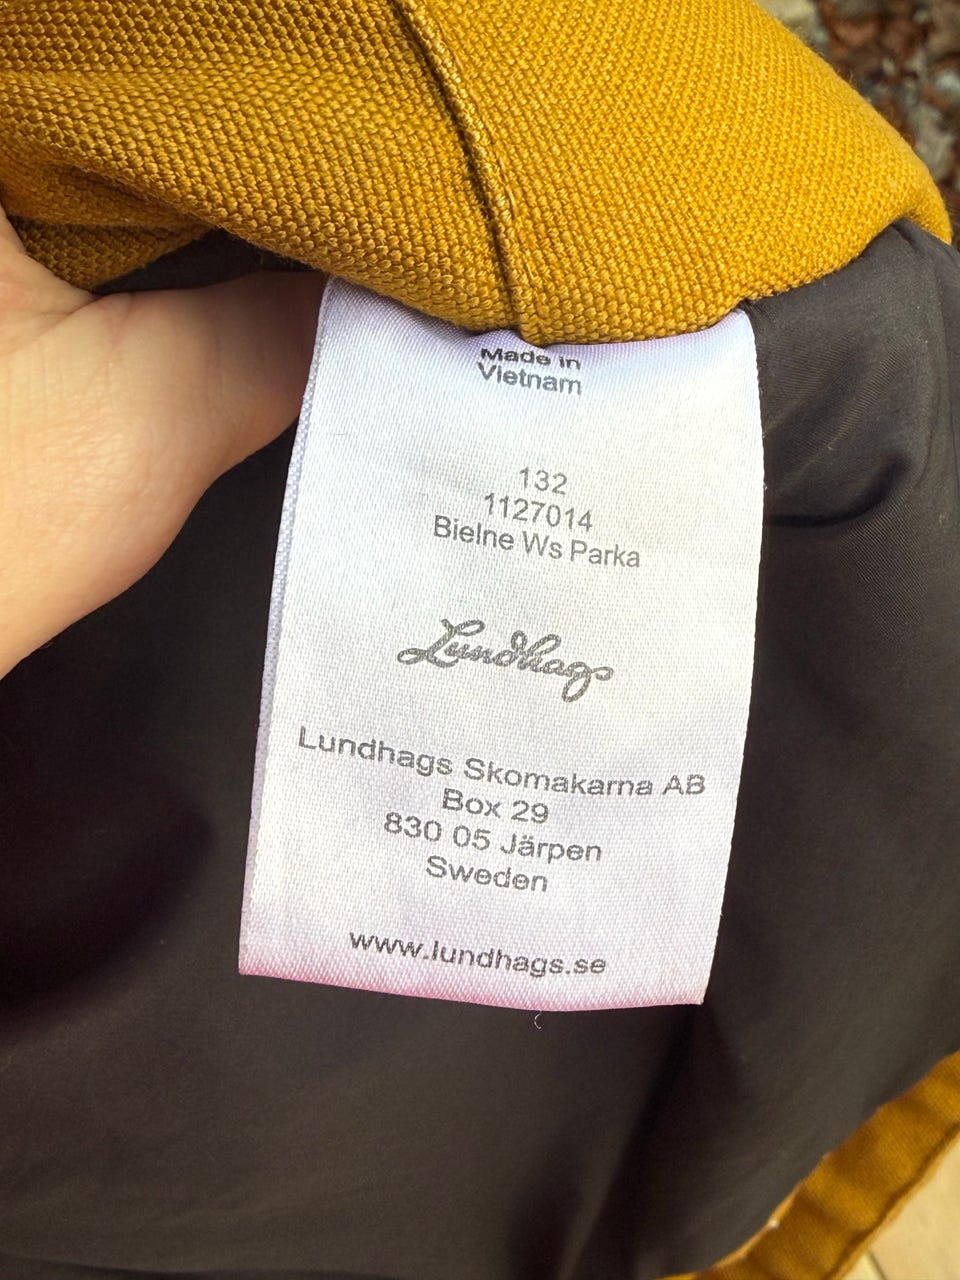 Made in
Vietnam
132
1127014
Bielne Ws Parka
Lundhags
Lundhags Skomakarna AB
Box 29
830 05 Järpen
Sweden
www.lundhags.se